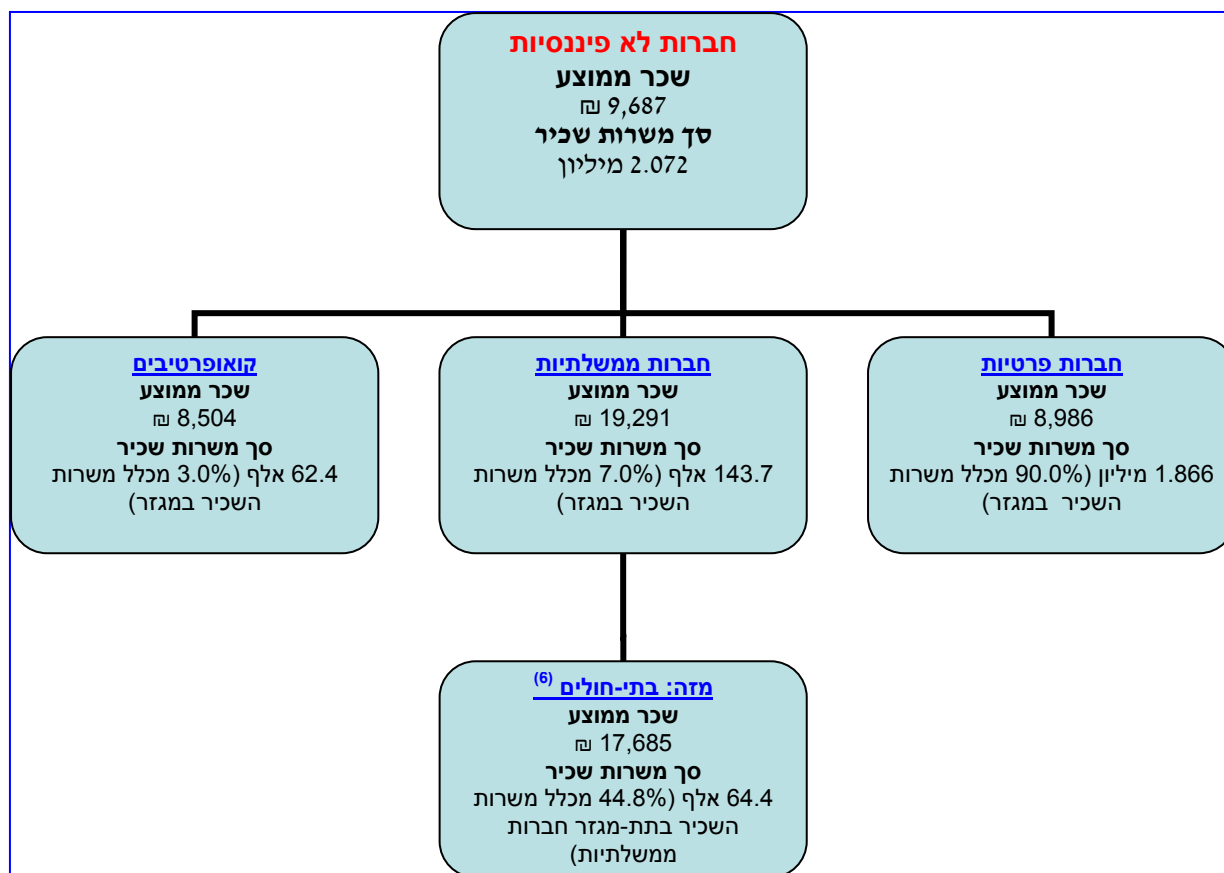 חברות לא פיננסיות
שכר ממוצע
9,687 ₪
סך משרות שכיר
2.072 מיליון
חברות פרטיות
שכר ממוצע
8,986 ₪
סך משרות שכיר
1.866 מיליון (90.0% מכלל משרות
השכיר במגזר)
חברות ממשלתיות
שכר ממוצע
19,291 ₪
סך משרות שכיר
143.7 אלף (7.0% מכלל משרות
השכיר במגזר)
קואופרטיבים
שכר ממוצע
8,504 ₪
סך משרות שכיר
62.4 אלף (3.0% מכלל משרות
השכיר במגזר)
מזה: בתי-חולים (6)
שכר ממוצע
17,685 ₪
סך משרות שכיר
64.4 אלף (44.8% מכלל משרות
השכיר בתת-מגזר חברות
ממשלתיות)